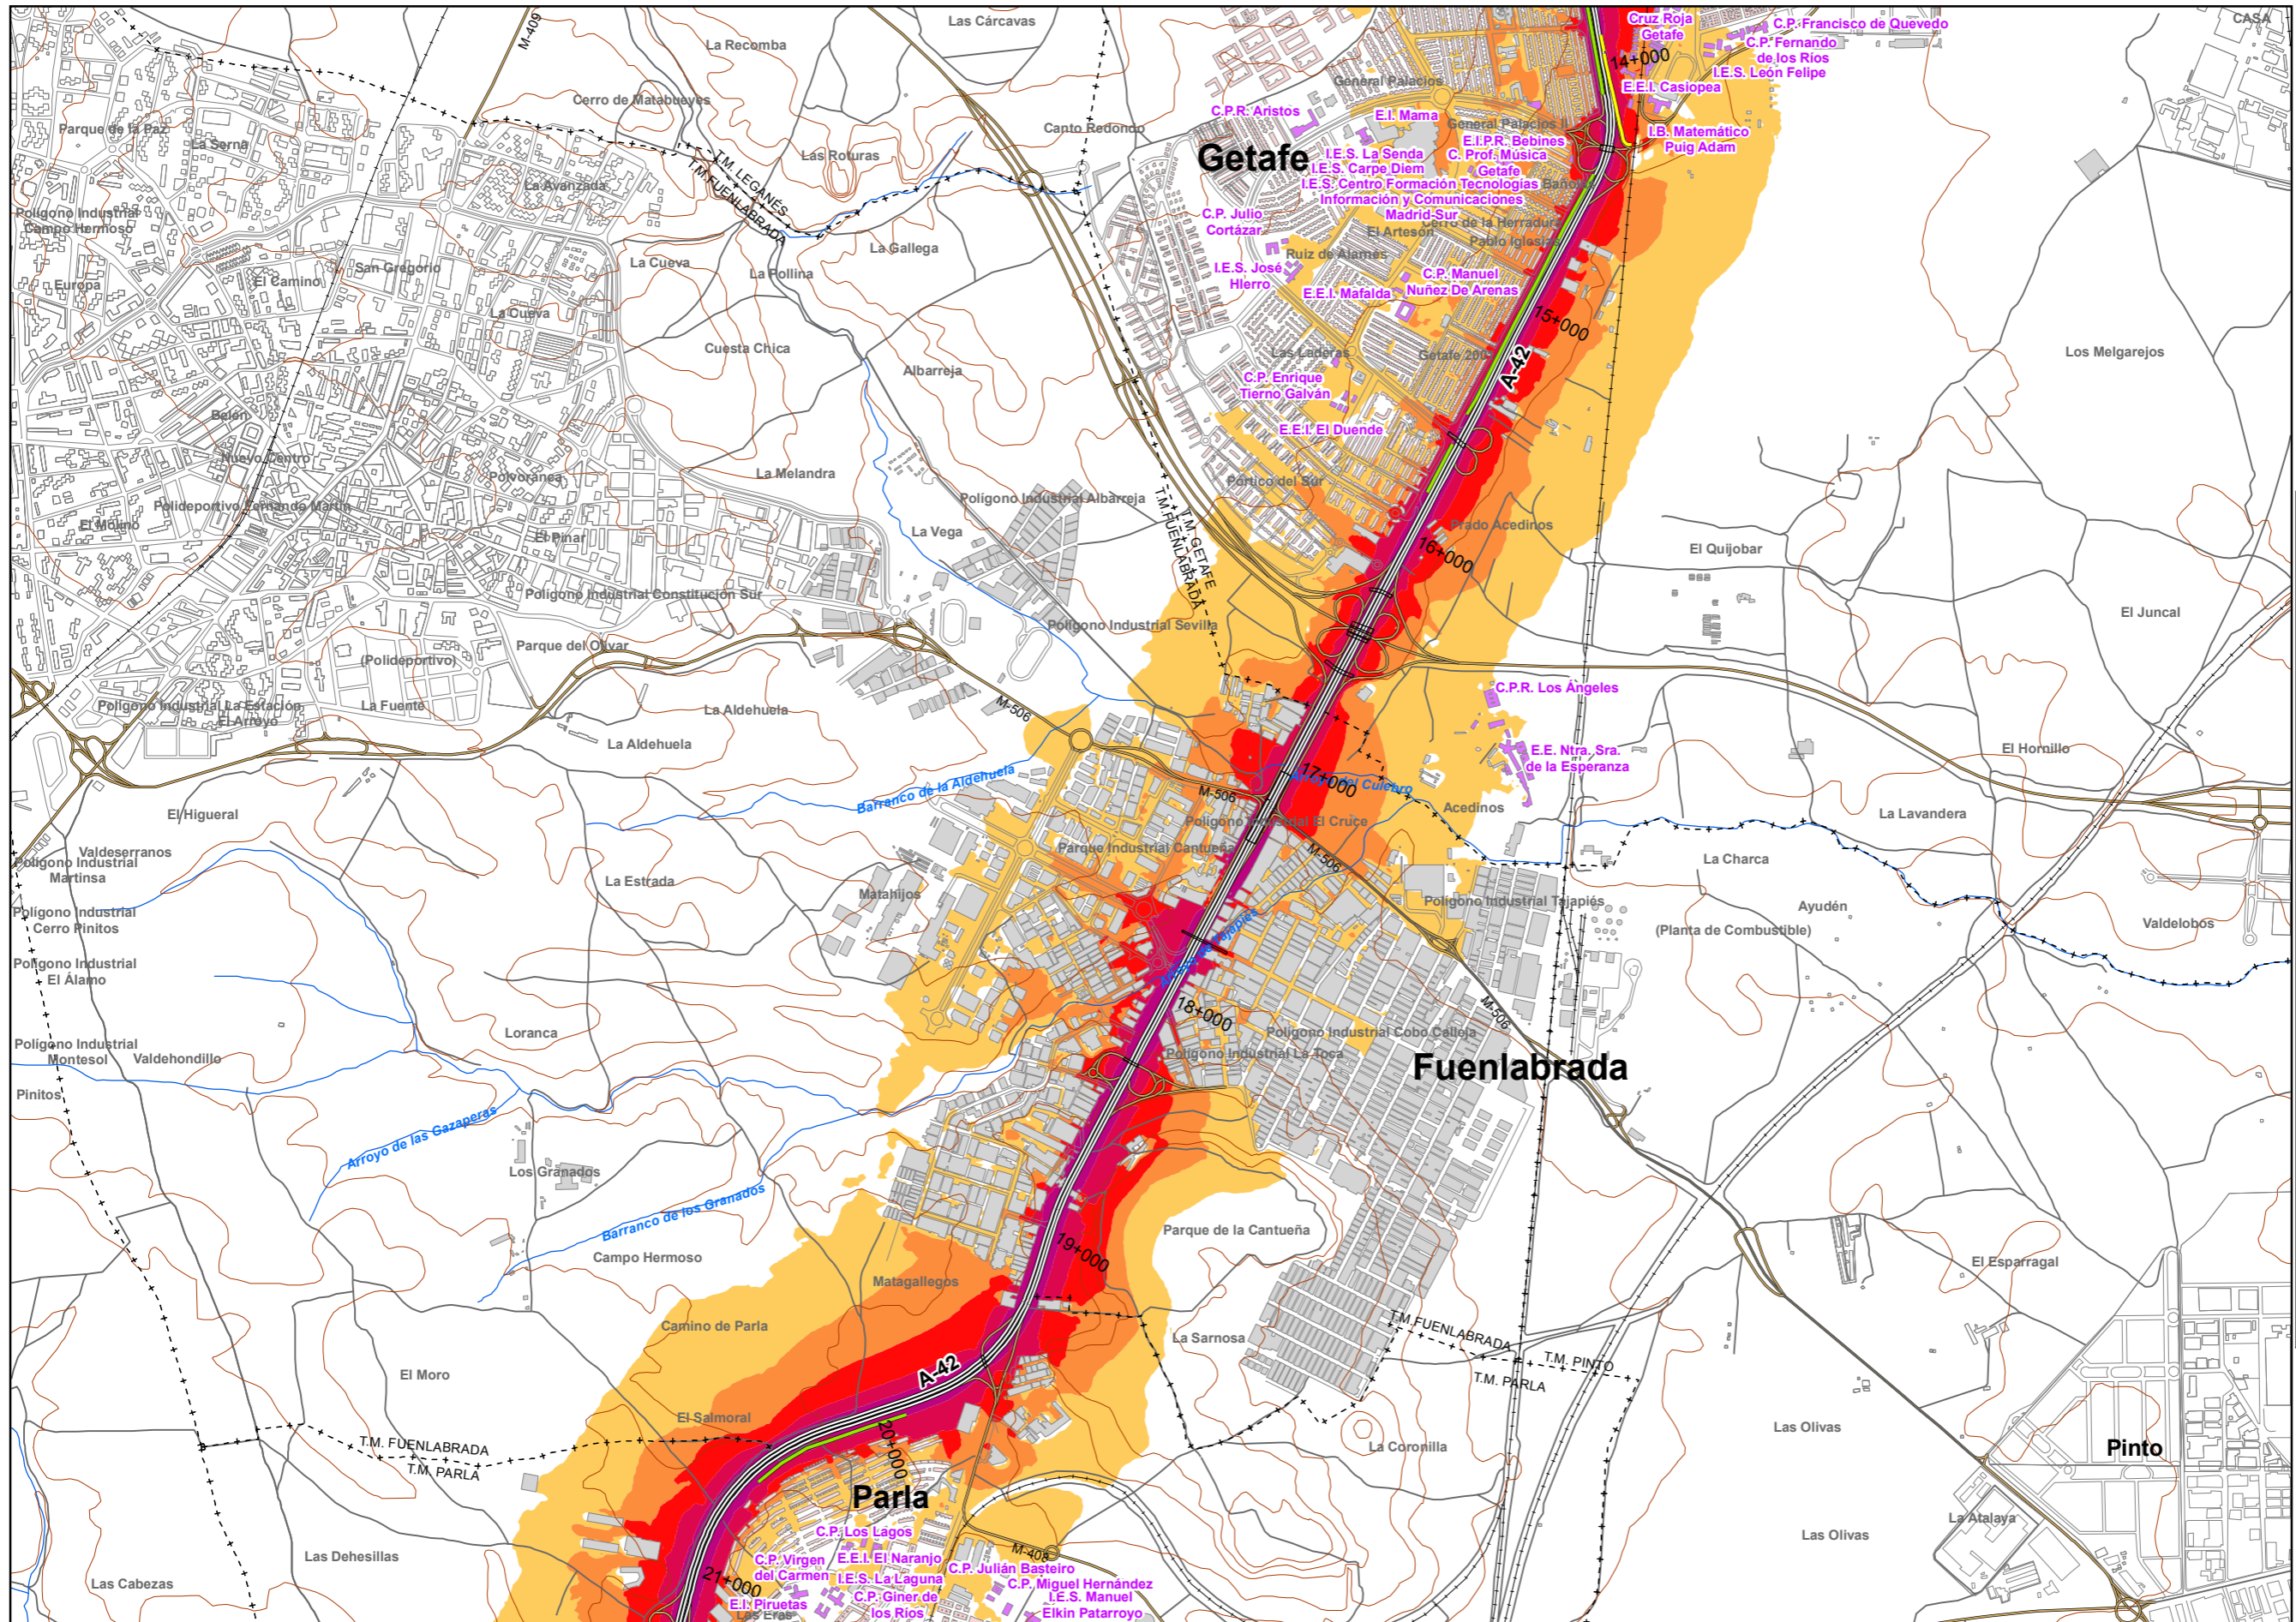 Las Cárcavas
Cruz Roja
Getafe
C.P. Francisco de Quevedo
CASA
M-409
La Recomba
C.P. Fernando
de los Ríos
14+000
I.E.S. León Felipe
General Palacios
E.E.I. Casiopea
Cerro de Matabueyes
C.P.R. Aristos
E.I. Mama
General Palacios II
Parque de la Paz
La Serna
Canto Redondo
I.B. Matemático
Puig Adam
E.I.P.R. Bebines
Getafe
Las Roturas
I.E.S. La Senda
C. Prof. Música
Getafe
I.E.S. Carpe Diem
T.M. LEGANÉS
T.M. FUENLABRADA
La Avanzada
I.E.S. Centro Formación Tecnologías
Información y Comunicaciones
Madrid-Sur
Polígono Industrial
Campo Hermoso
C.P. Julio
Cortázar
Cerro de la Herradura
El Arteson
Pablo Iglesias
La Gallega
Ruiz de Alamés
La Cueva
La Pollina
San Gregorio
El Camino
Europa
I.E.S. José
HIerro
C.P. Manuel
Nuñez De Arenas
E.E.I. Mafalda
La Cueva
15+000
Cuesta Chica
Las Laderas
Getafe 200
Los Melgarejos
A-42
Albarreja
C.P. Enrique
Tierno Galván
Belén
E.E.I. El Duende
Nuevo Centro
La Melandra
Polvoranca
Pórtico del Sur
Polígono Industrial Albarreja
Polideportivo Fernando Martín
El Molino
Prado Acedinos
La Vega
El Pinar
T.M. GETAFE
T.M. FUENLABRADA
16+000
El Quijobar
Polígono Industrial Constitución Sur
El Juncal
Polígono Industrial Sevilla
Parque del Olivar
(Polideportivo)
C.P.R. Los Ángeles
Polígono Industrial La Estación
El Arroyo
La Fuente
La Aldehuela
M-506
La Aldehuela
E.E. Ntra. Sra.
de la Esperanza
El Hornillo
17+000
Arroyo del Culebro
Barranco de la Aldehuela
M-506
Acedinos
El Higueral
La Lavandera
Polígono Industrial El Cruce
Parque Industrial Cantueña
Valdeserranos
Polígono Industrial
Martinsa
M-506
La Charca
La Estrada
Matahijos
Polígono Industrial Tajapiés
Ayudén
Polígono Industrial
Cerro Pinitos
(Planta de Combustible)
Valdelobos
Arroyo de Tajapiés
Polígono Industrial
El Álamo
18+000
M-506
Loranca
Polígono Industrial Cobo Calleja
Polígono Industrial
Montesol
Valdehondillo
Polígono Industrial La Toca
Fuenlabrada
Pinitos
Arroyo de las Gazaperas
Los Granados
Barranco de los Granados
Parque de la Cantueña
19+000
Campo Hermoso
El Esparragal
Matagallegos
Camino de Parla
La Sarnosa
T.M. FUENLABRADA
T.M. PINTO
T.M. PARLA
A-42
El Moro
El Salmoral
Las Olivas
T.M. FUENLABRADA
T.M. PARLA
20+000
La Coronilla
Pinto
Parla
La Atalaya
C.P. Los Lagos
Las Olivas
Las Dehesillas
C.P. Virgen
del Carmen
E.E.I. El Naranjo
M-408
C.P. Julián Basteiro
Las Cabezas
21+000
I.E.S. La Laguna
C.P. Miguel Hernández
E.I. Piruetas
C.P. Giner de
los Ríos
I.E.S. Manuel
Elkin Patarroyo
Las Eras